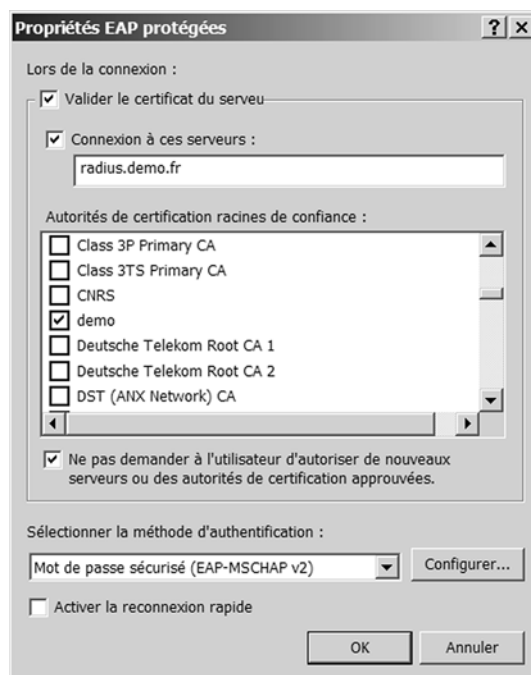 Propriétés EAP protégées
Lors de la connexion :
Valider le certificat du serveu
Connexion à ces serveurs :
radius.demo.fr
Autorités de certification racines de confiance :
Class 3P Primary CA
Class 3TS Primary CA
CNRS
demo
Deutsche Telekom Root CA 1
Deutsche Telekom Root CA 2
DST (ANX Network) CA
Ne pas demander à l'utilisateur d'autoriser de nouveaux
serveurs ou des autorités de certification approuvées.
Sélectionner la méthode d'authentification :
Mot de passe sécurisé (EAP-MSCHAP v2)
Configurer...
Activer la reconnexion rapide
OK
Annuler